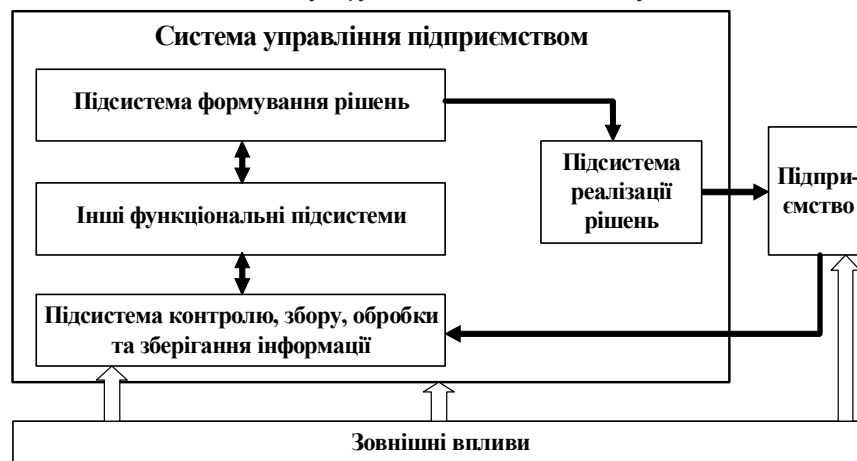 Система управління підприємством
Підсистема формування рішень
Підсистема
реалізації
рішень
Підпри-
ємство
Інші функціональні підсистеми
Підсистема контролю, збору, обробки
та зберігання інформації
Зовнішні впливи